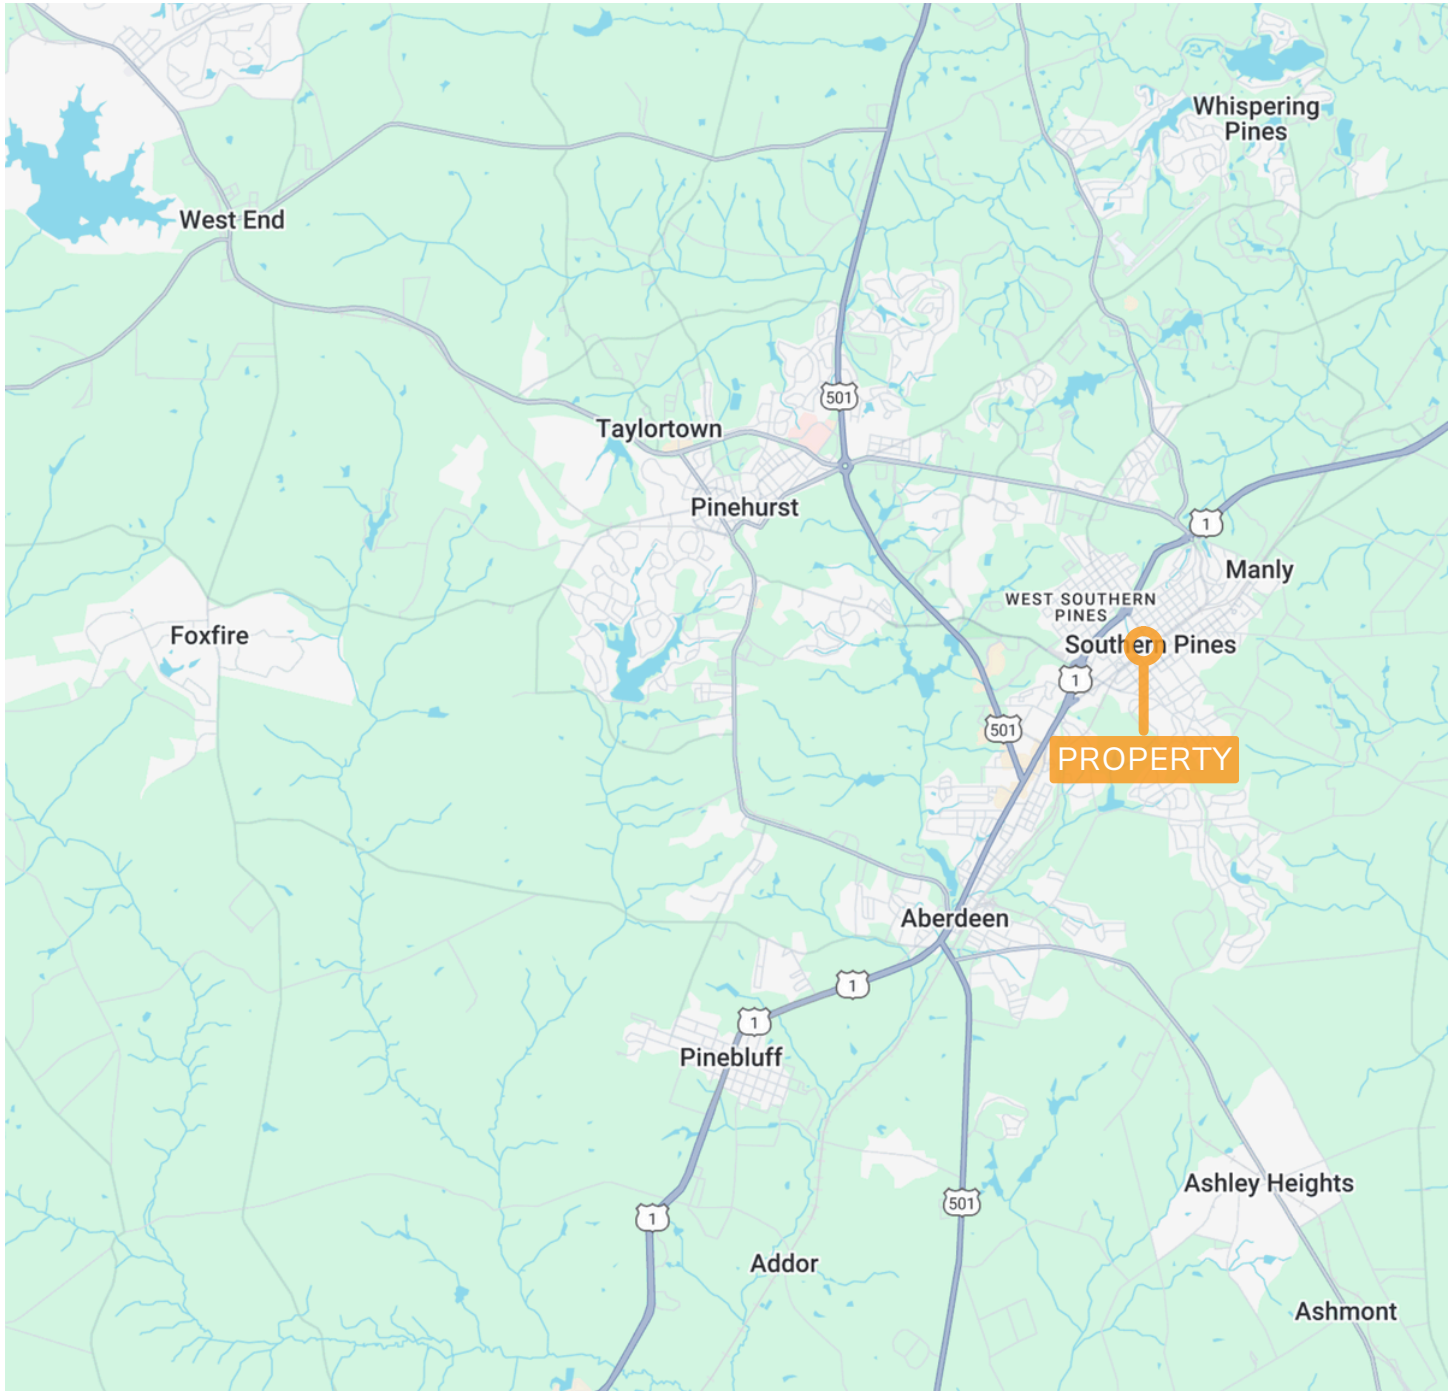 Whispering
Pines
West End
501
Taylortown
Pinehurst
1
Manly
WEST SOUTHERN
PINES
Foxfire
Southern Pines
1
501
PROPERTY
Aberdeen
1
1
Pinebluff
Ashley Heights
501
1
Addor
Ashmont